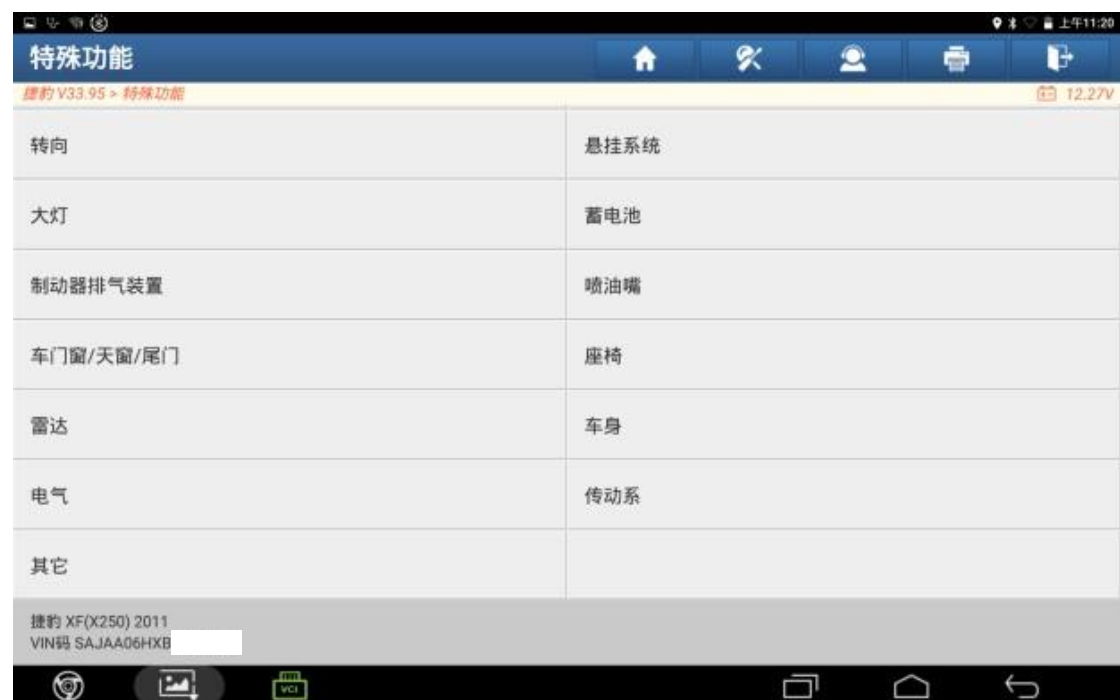 上午11:20
特殊功能
捷豹 V33.95 > 特殊功能
12.27V
转向
悬挂系统
大灯
蓄电池
制动器排气装置
喷油嘴
车门窗/天窗/尾门
座椅
雷达
车身
电气
传动系
其它
捷豹 XF(X250) 2011
VIN码 SAJAA06HXB
VCI